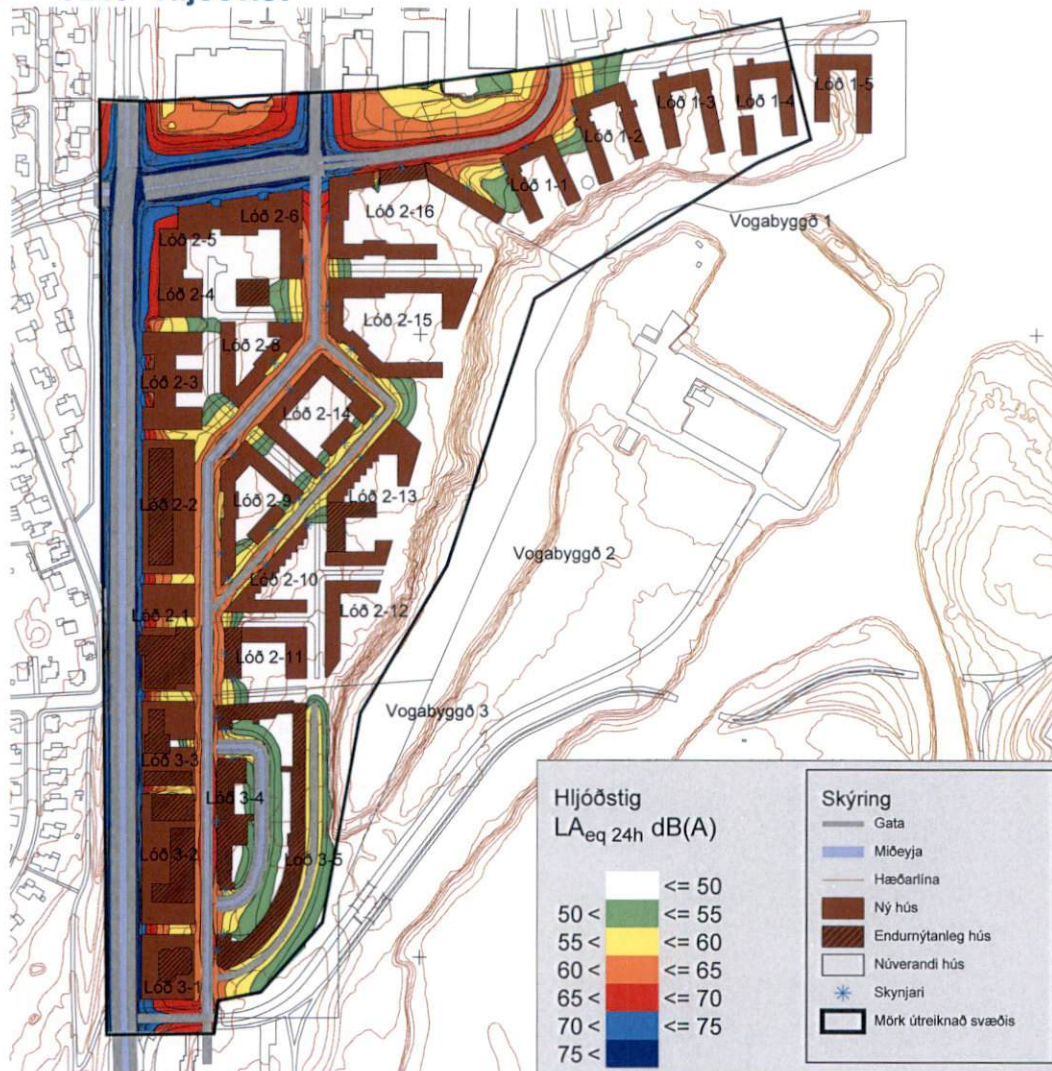 Lóð 1-5
Lóð 1-4
Lóð 1-3
Lóð 1-2
Lóð 1-1
Lóð 2-16
Lóð 2-6
Lóð 2-5
Vogabyggð 1
Lóð 2-4
Lóð 2-15
Lóð 2-8
Lóð 2-3
Lóð 2-14
Lóð 2-2
Lóð 2-9
Lóð 2-13
Vogabyggð 2
Lóð 2-10
Lóð 2-12
Lóð 2-1
Lóð 2-11
Vogabyggð 3
Lóð 3-3
Lóð 3-4
Lóð 3-2
Lóð 3-5
Lóð 3-1
Hljóðstig
LAeq 24h dB(A)
<= 50
50 < <= 55
55 < <= 60
60 < <= 65
65 < <= 70
70 < <= 75
75 <
Skýring
Gata
Miðeyja
Hæðarlína
Ný hús
Endurnýtanleg hús
Núverandi hús
Skynjari
Mörk útreiknað svæðis